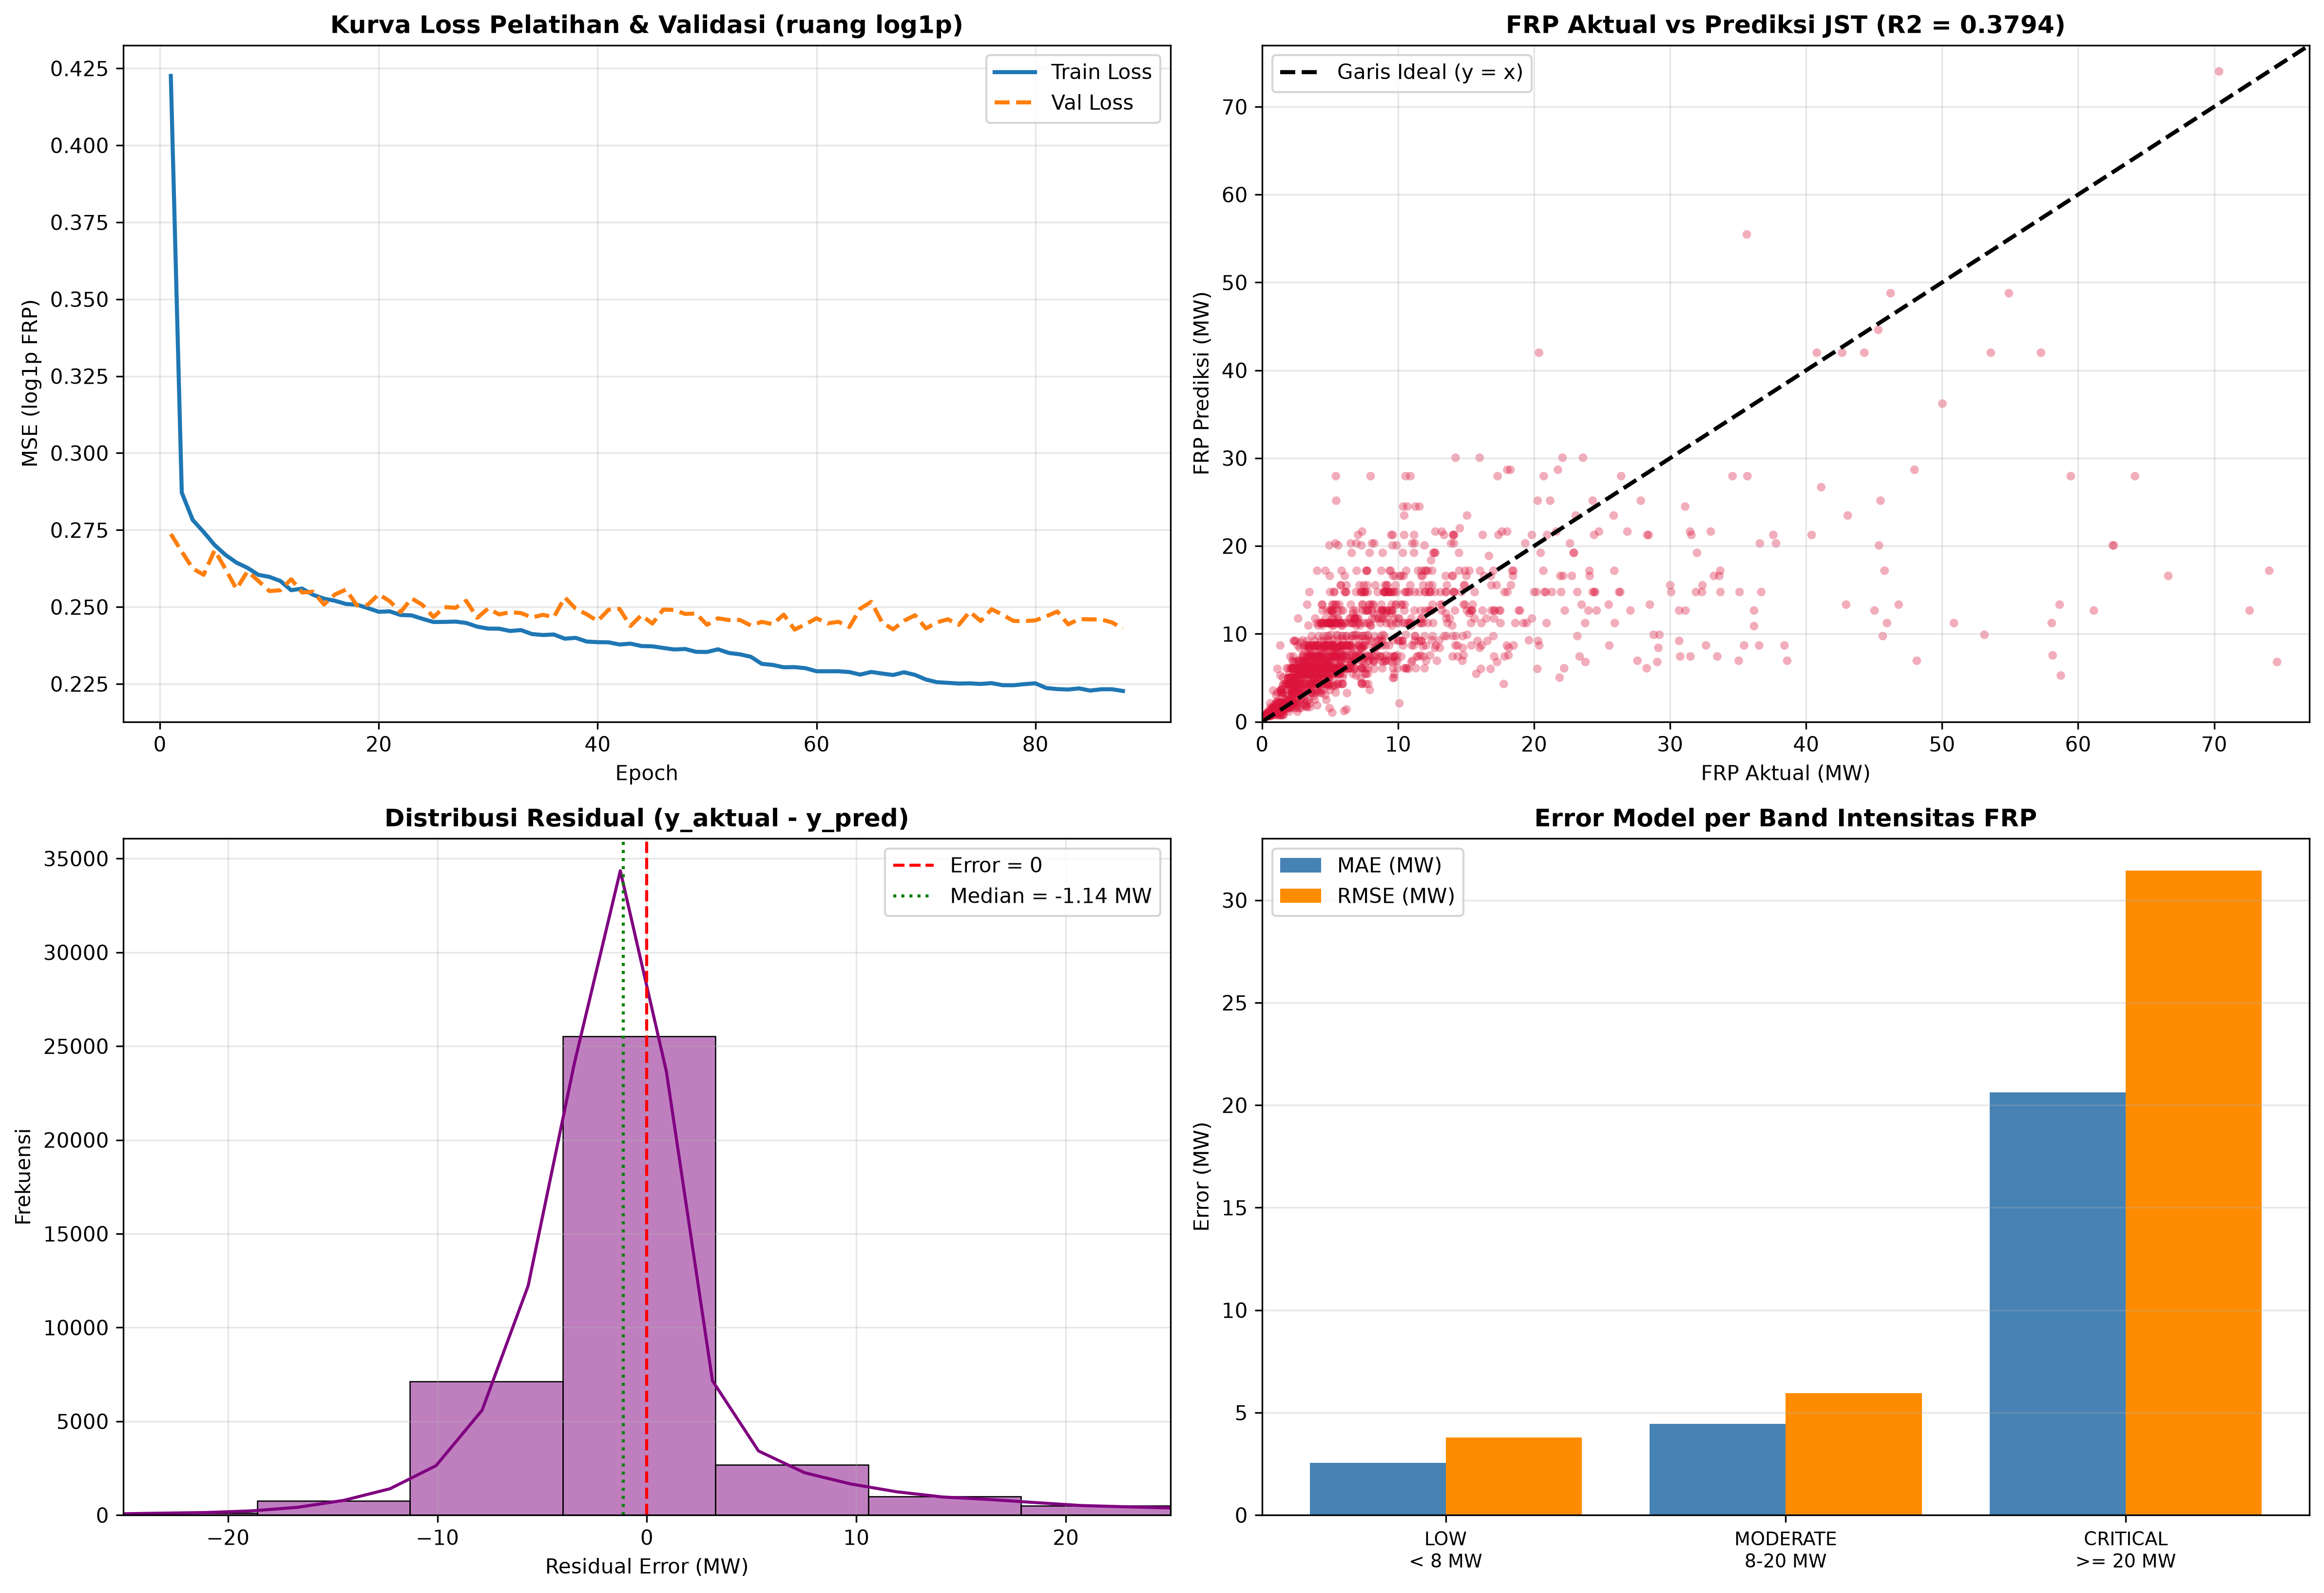 Kurva Loss Pelatihan & Validasi (ruang log1p)
Train Loss
Val Loss
0.425
0.400
0.375
0.350
0.325
0.300
0.275
0.250
0.225
MSE (log1p FRP)
0
20
40
60
80
Epoch
FRP Aktual vs Prediksi JST (R2 = 0.3794)
Garis Ideal (y = x)
70
60
50
40
30
20
10
0
FRP Prediksi (MW)
0
10
20
30
40
50
60
70
FRP Aktual (MW)
Distribusi Residual (y_aktual - y_pred)
Error = 0
Median = -1.14 MW
35000
30000
25000
20000
15000
10000
5000
0
Frekuensi
−20
−10
0
10
20
Residual Error (MW)
Error Model per Band Intensitas FRP
MAE (MW)
RMSE (MW)
30
25
20
15
10
5
0
Error (MW)
LOW
< 8 MW
MODERATE
8-20 MW
CRITICAL
>= 20 MW